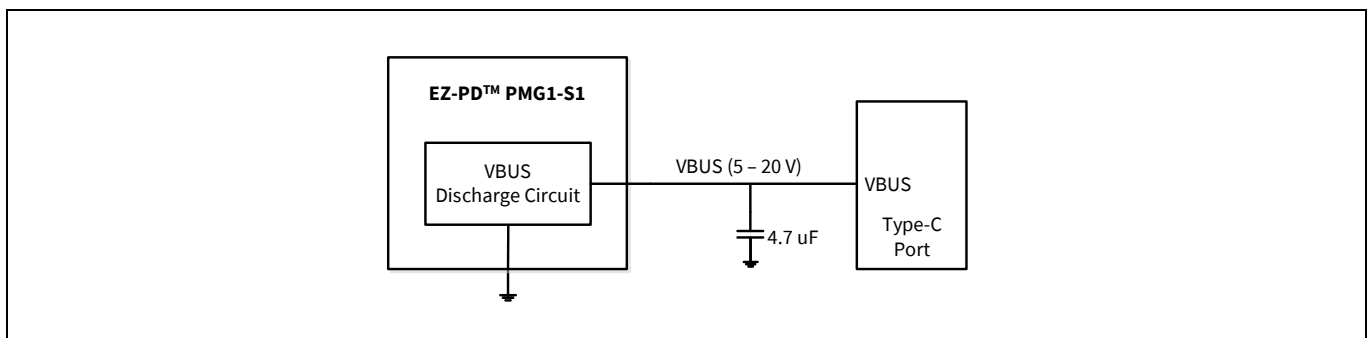 EZ-PD™ PMG1-S1
VBUS
Discharge Circuit
VBUS (5 – 20 V)
4.7 uF
VBUS
Type-C
Port